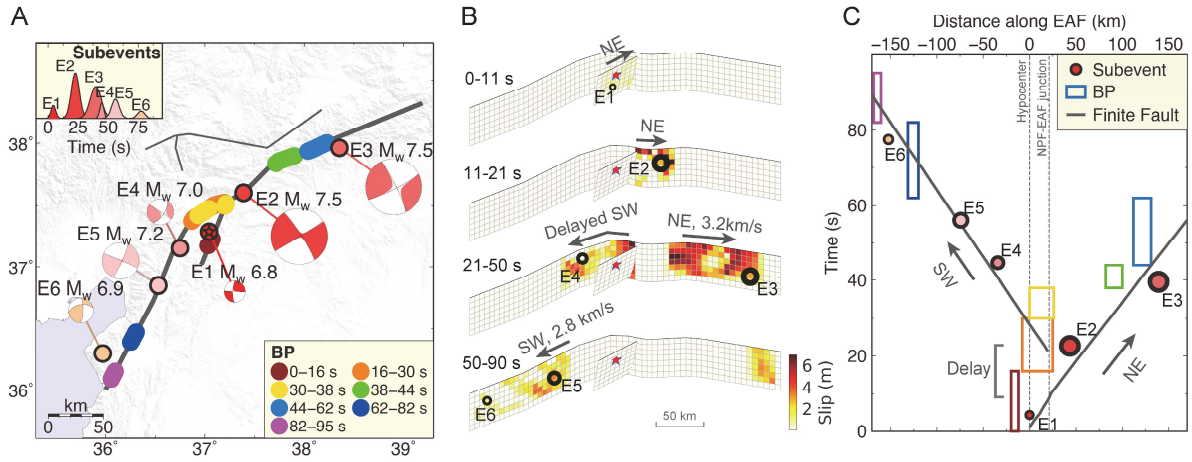 A
Subevents
E2
E3
E1
E4
E5
E6
0
25
50
75
Time (s)
38°
37°
36°
36
37
38
39
E3 Mw 7.5
E4 Mw 7.0
E2 Mw 7.5
E5 Mw 7.2
E1 Mw 6.8
E6 Mw 6.9
BP
0–16 s
16–30 s
30–38 s
38–44 s
44–62 s
62–82 s
82–95 s
km
0
50
B
0-11 s
NE
E1
11-21 s
NE
E2
21-50 s
Delayed SW
NE, 3.2km/s
E4
E3
50-90 s
SW, 2.8 km/s
E5
E6
50 km
Slip (m)
6
4
2
C
Distance along EAF (km)
−150
−100
−50
0
50
100
150
Time (s)
80
60
40
20
0
Hypocenter
NPF-EAF junction
Subevent
BP
Finite Fault
E6
E5
E4
SW
E3
E2
Delay
NE
E1